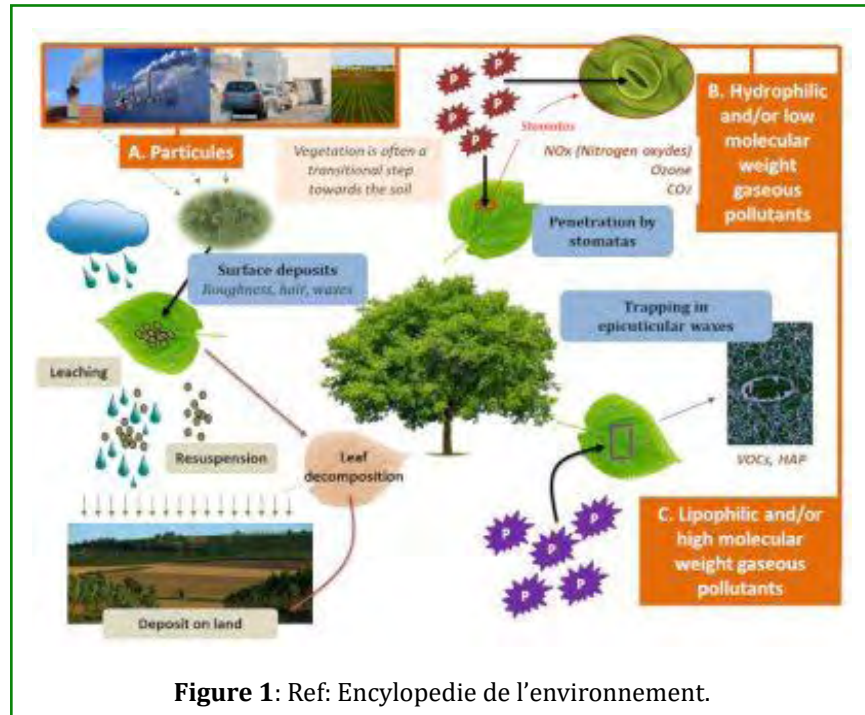 A. Particules
Vegetation is often a
transitional step
towards the soil
P
P
P
P
P
Stomatos
NOx (Nitrogen oxydes)
Ozone
CO2
B. Hydrophilic
and/or low
molecular
weight
gaseous
pollutants
Penetration by
stomatas
Surface deposits
Roughness, hair, waxes
Trapping in
epicuticular waxes
Leaching
Resuspension
Leaf
decomposition
VOCs, HAP
P
P
P
P
P
C. Lipophilic and/or
high molecular
weight gaseous
pollutants
Deposit on land
Figure 1: Ref: Encylopedie de l'environnement.